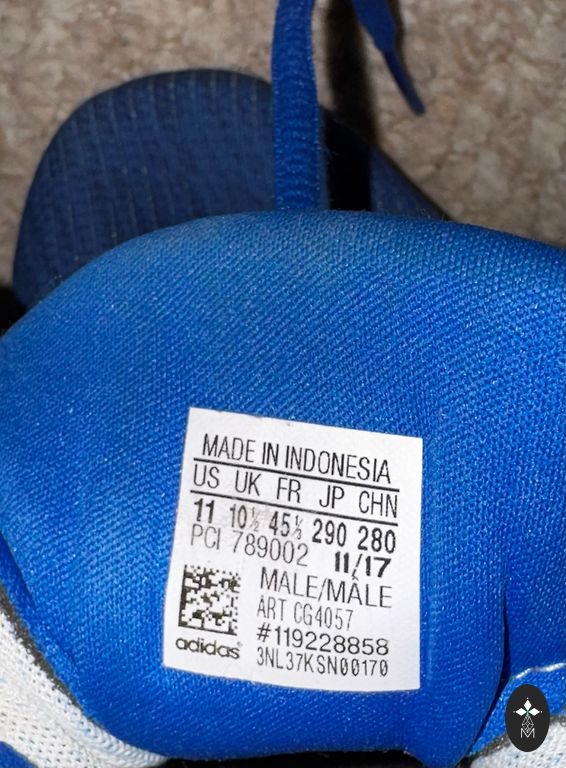 MADE IN INDONESIA
US UK FR JP CHN
11 10½ 45⅓ 290 280
PCI 789002 11/17
MALE/MÂLE
ART CG4057
#119228858
adidas
3NL37KSN00170
M